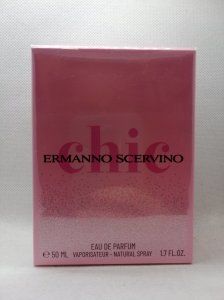 chic
ERMANNO SCERVINO
EAU DE PARFUM
℮ 50 ML VAPORISATEUR - NATURAL SPRAY 1.7 FL.OZ.